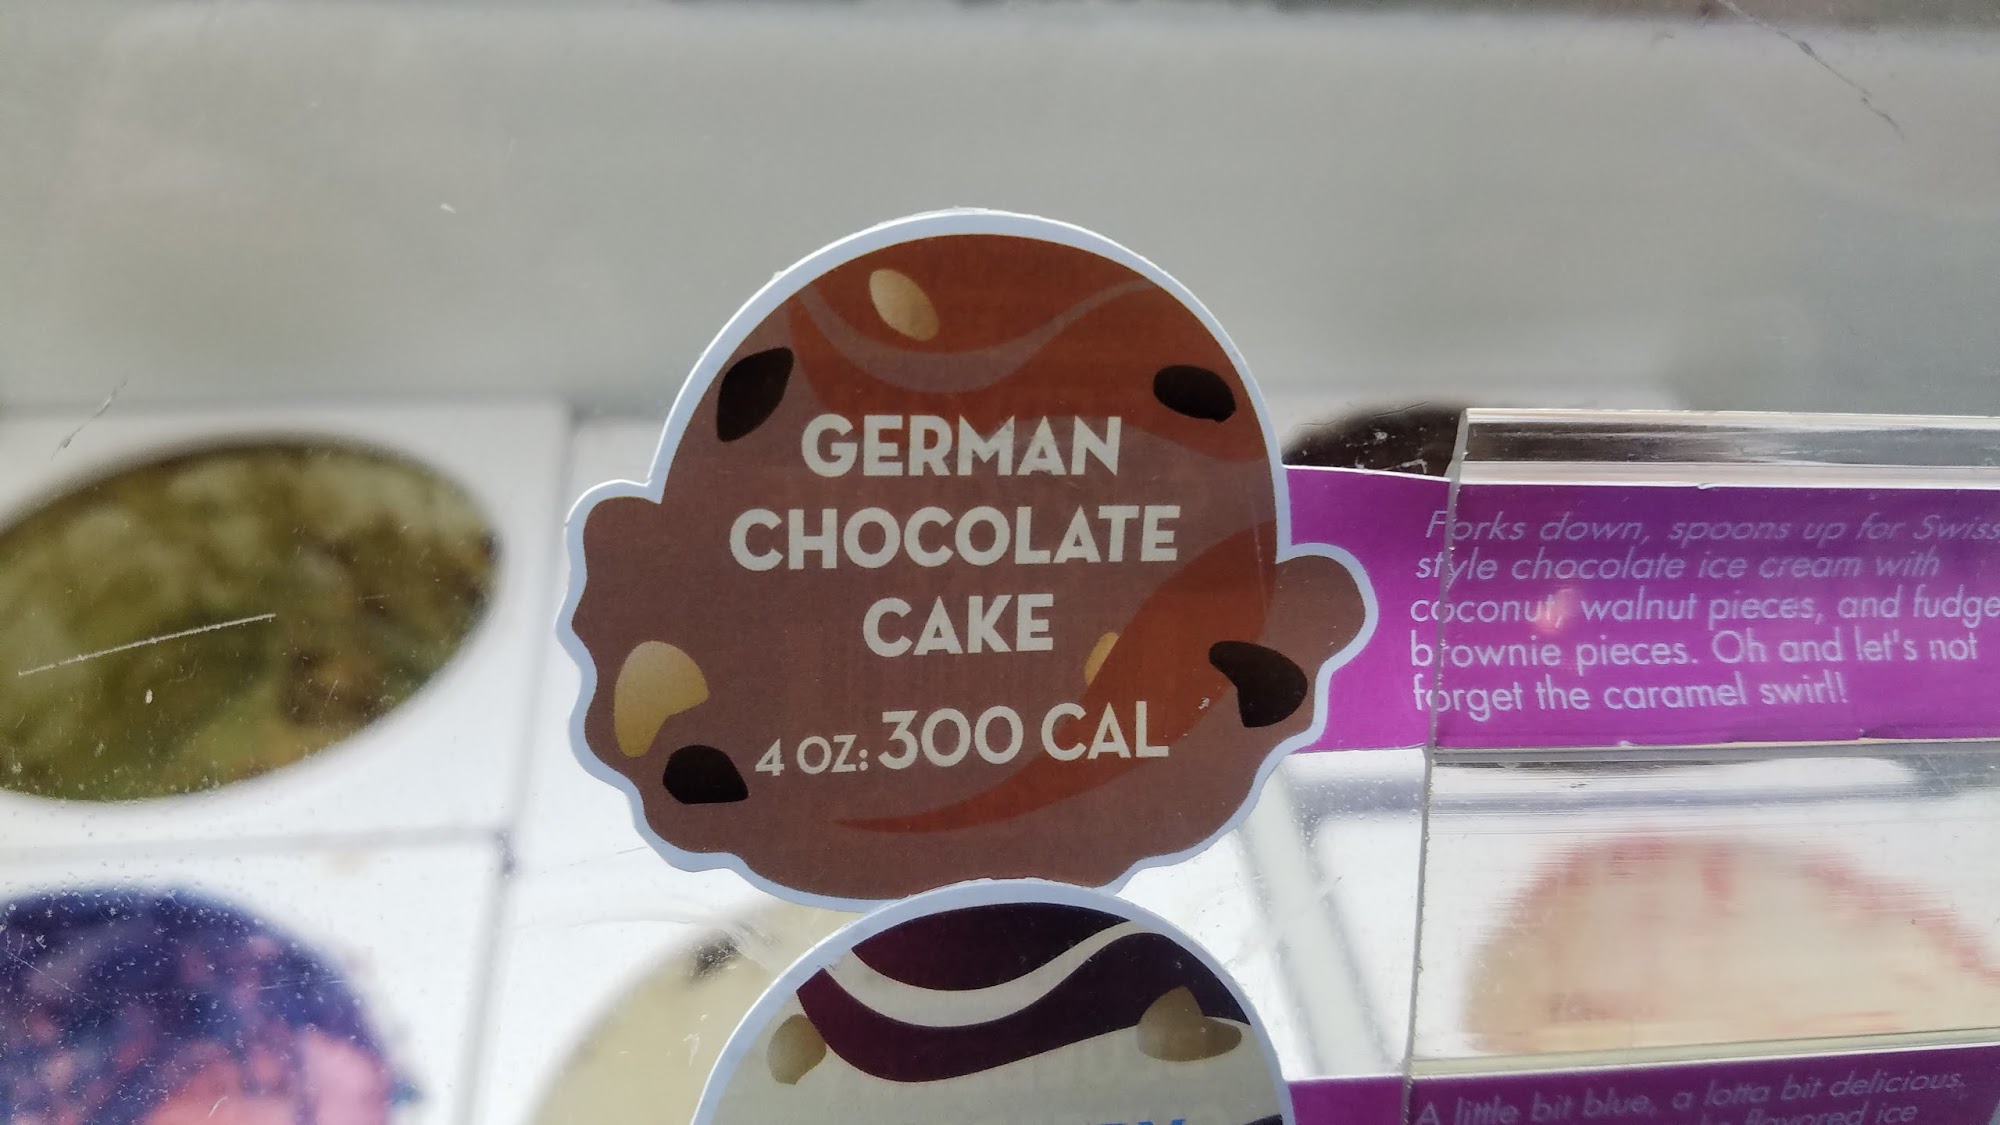 GERMAN
CHOCOLATE
CAKE
4 OZ: 300 CAL
Forks down, spoons up for Swiss
style chocolate ice cream with
coconut, walnut pieces, and fudge
brownie pieces. Oh and let's not
forget the caramel swirl!
A little bit blue, a lotta bit delicious,
flavored ice